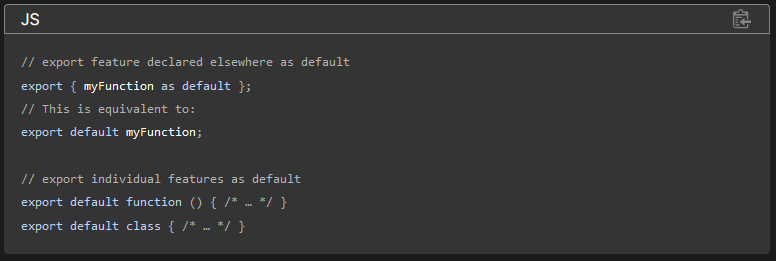 JS
// export feature declared elsewhere as default
export { myFunction as default };
// This is equivalent to:
export default myFunction;
// export individual features as default
export default function () { /* … */ }
export default class { /* … */ }